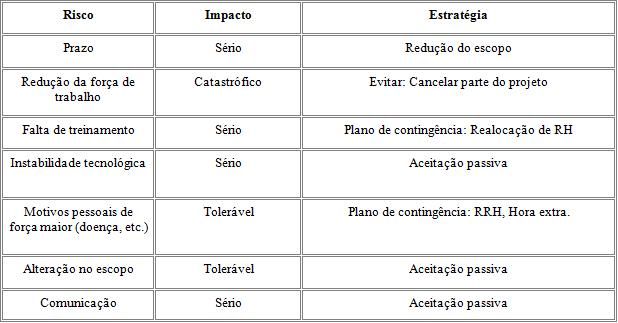 Risco Impacto Estratégia
Prazo Sério Redução do escopo
Redução da força de trabalho Catastrófico Evitar: Cancelar parte do projeto
Falta de treinamento Sério Plano de contingência: Realocação de RH
Instabilidade tecnológica Sério Aceitação passiva
Motivos pessoais de força maior (doença, etc.) Tolerável Plano de contingência: RRH, Hora extra.
Alteração no escopo Tolerável Aceitação passiva
Comunicação Sério Aceitação passiva